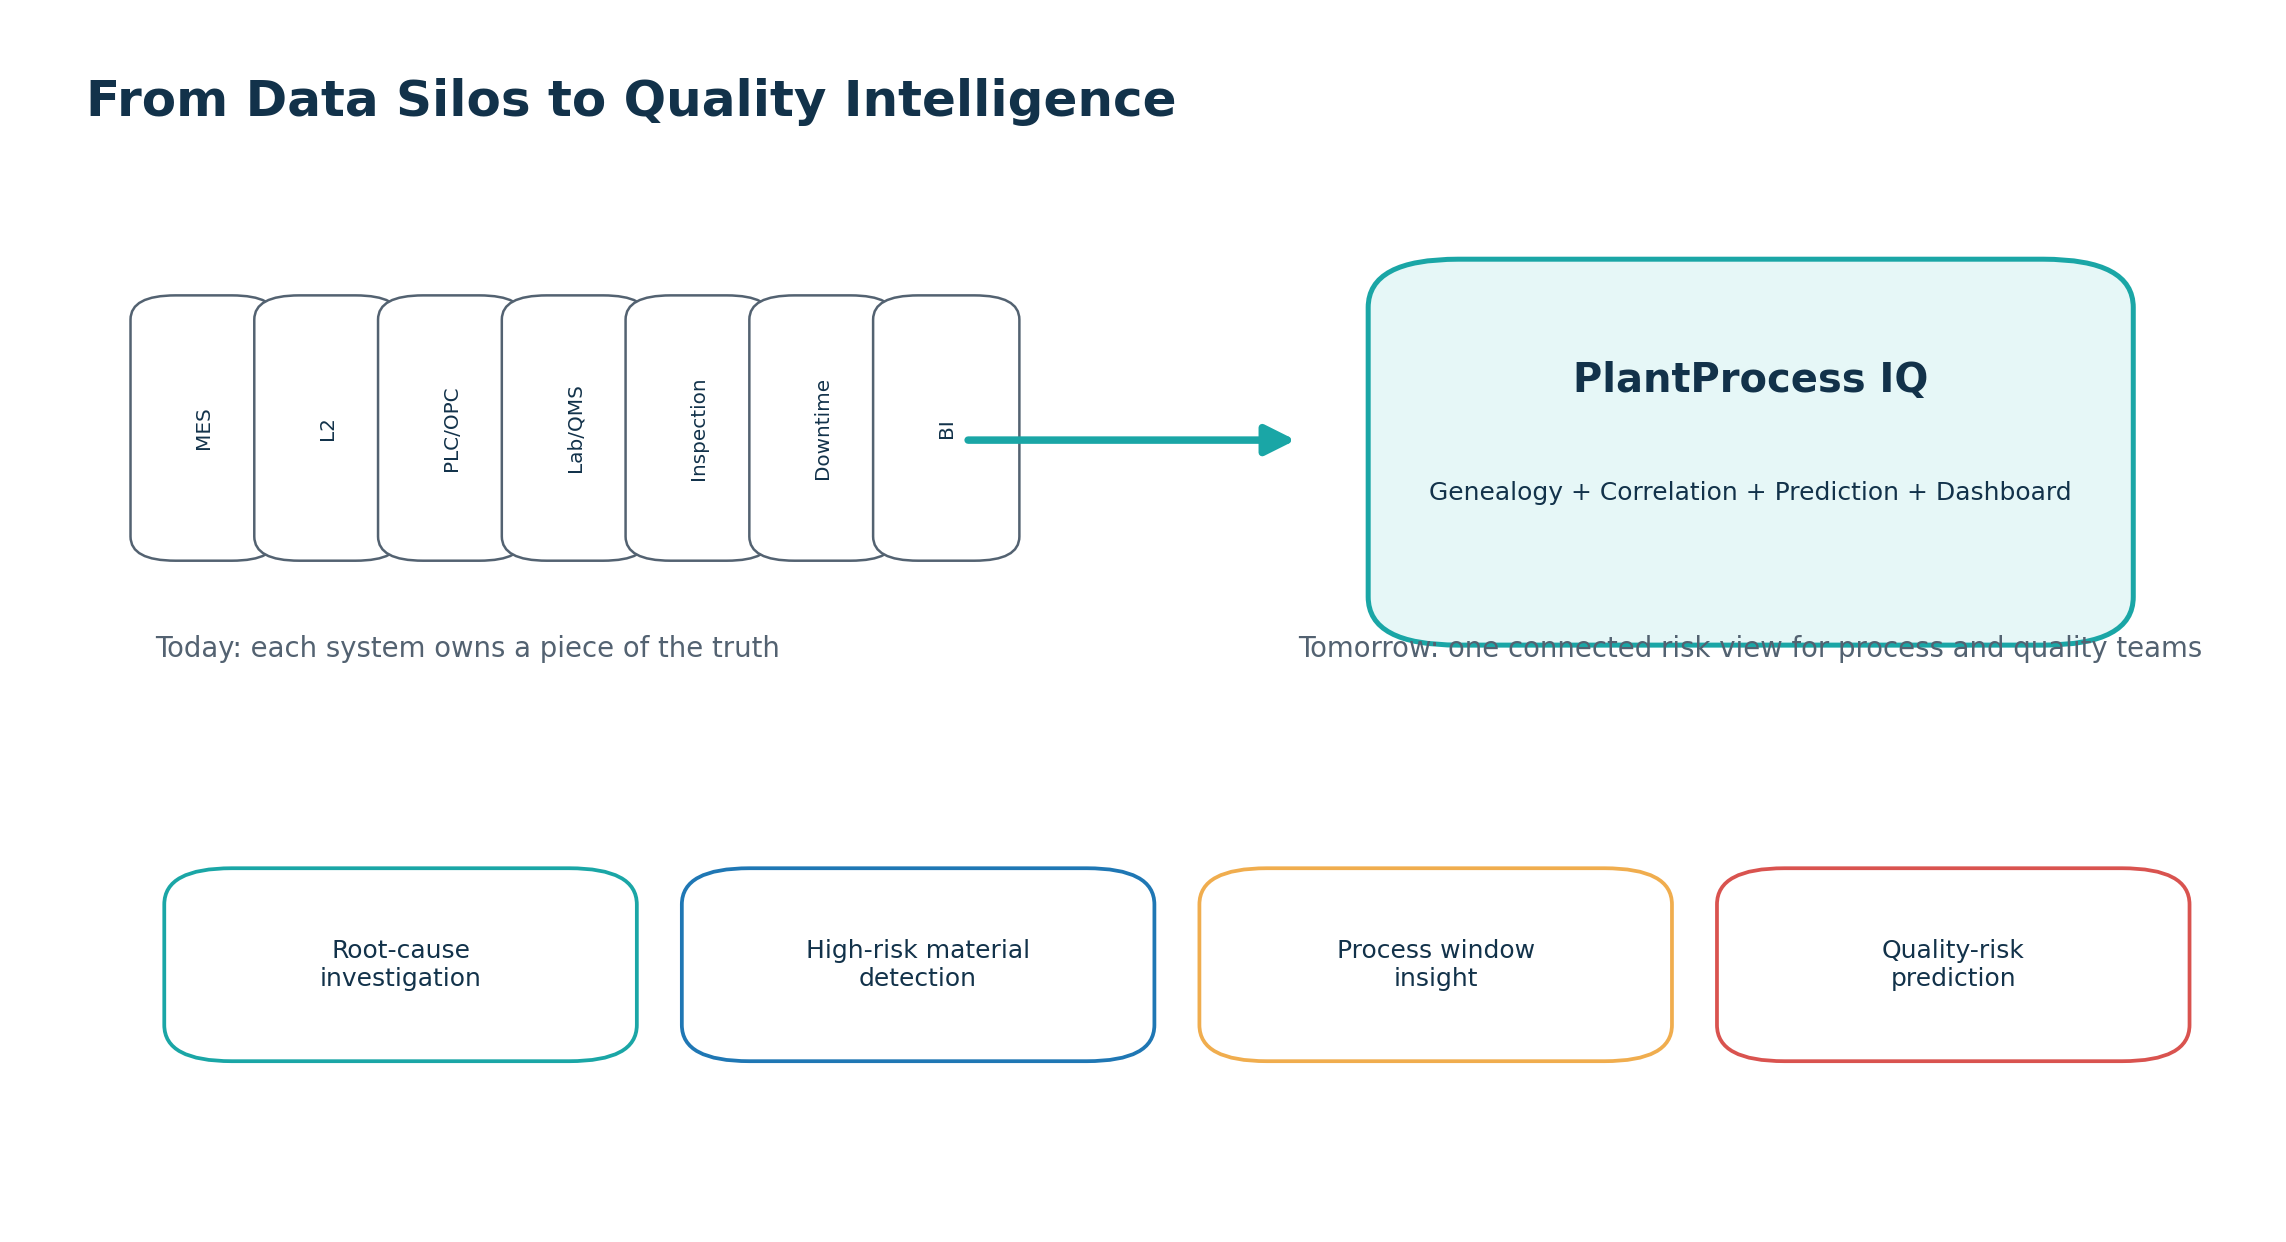 From Data Silos to Quality Intelligence
MES
L2
PLC/OPC
Lab/QMS
Inspection
Downtime
BI
PlantProcess IQ
Genealogy + Correlation + Prediction + Dashboard
Today: each system owns a piece of the truth
Tomorrow: one connected risk view for process and quality teams
Root-cause
investigation
High-risk material
detection
Process window
insight
Quality-risk
prediction